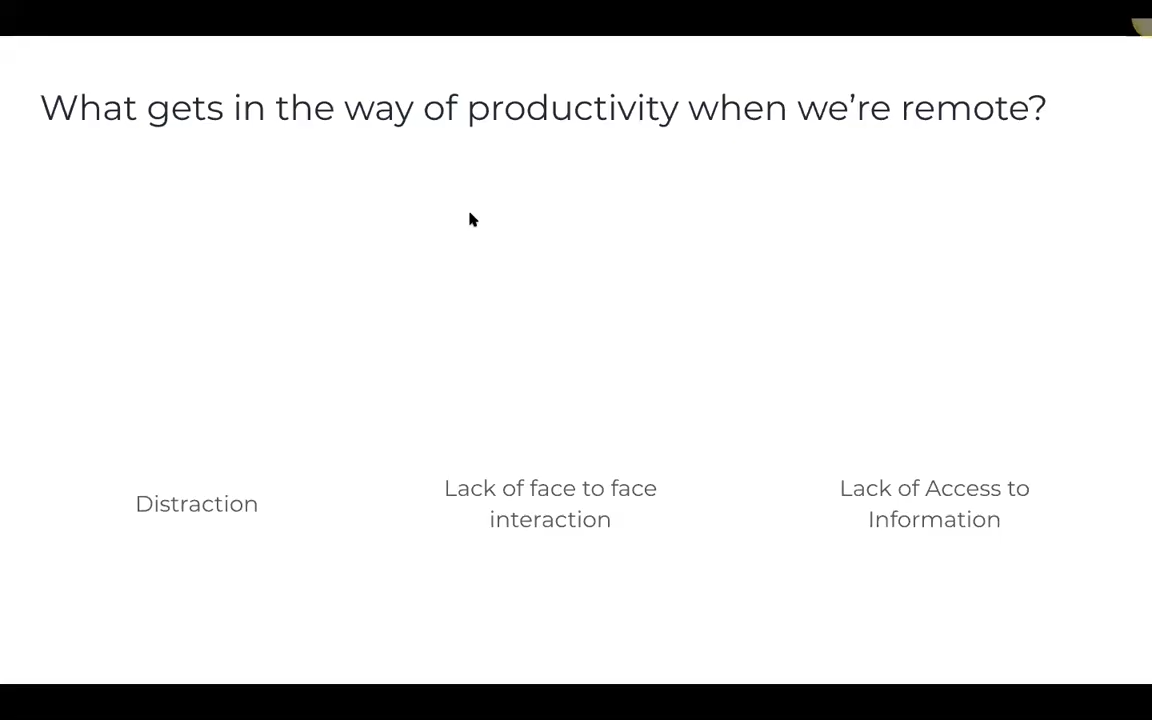 What gets in the way of productivity when we’re remote?
Distraction
Lack of face to face
interaction
Lack of Access to
Information